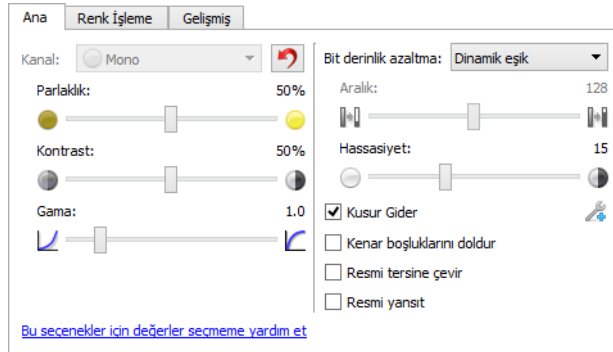 Ana Renk İşleme Gelişmiş
Kanal: Mono
Parlaklık: 50%
Kontrast: 50%
Gama: 1.0
Bu seçenekler için değerler seçmeme yardım et
Bit derinlik azaltma: Dinamik eşik
Aralık: 128
Hassasiyet: 15
Kusur Gider
Kenar boşluklarını doldur
Resmi tersine çevir
Resmi yansıt